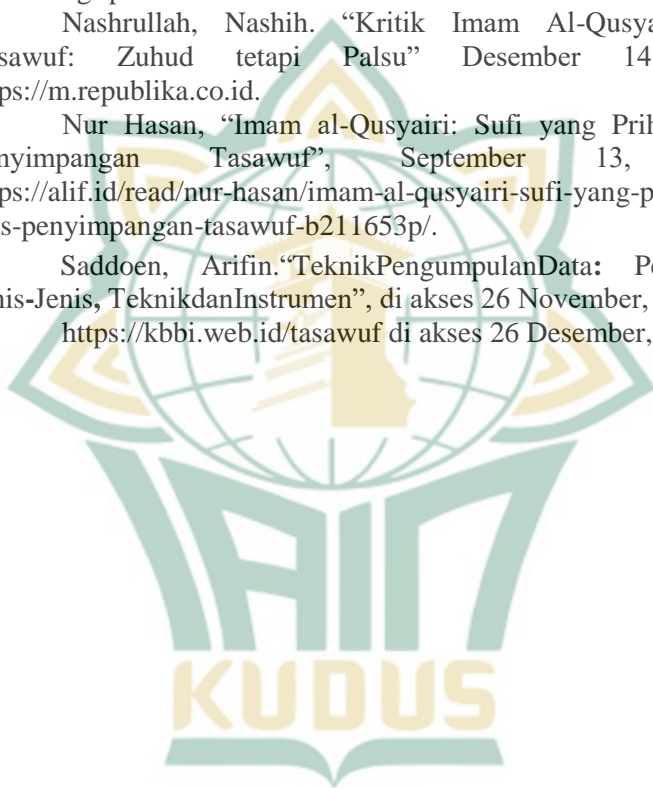 Nashrullah, Nashih. “Kritik Imam Al-Qusya
sawuf: Zuhud tetapi Palsu” Desember 14
ps://m.republika.co.id.
Nur Hasan, “Imam al-Qusyairi: Sufi yang Prih
nyimpangan Tasawuf”, September 13,
ps://alif.id/read/nur-hasan/imam-al-qusyairi-sufi-yang-p
s-penyimpangan-tasawuf-b211653p/.
Saddoen, Arifin.“TeknikPengumpulanData: Pe
nis-Jenis, TeknikdanInstrumen”, di akses 26 November,
https://kbbi.web.id/tasawuf di akses 26 Desember,
IAIN
KUDUS